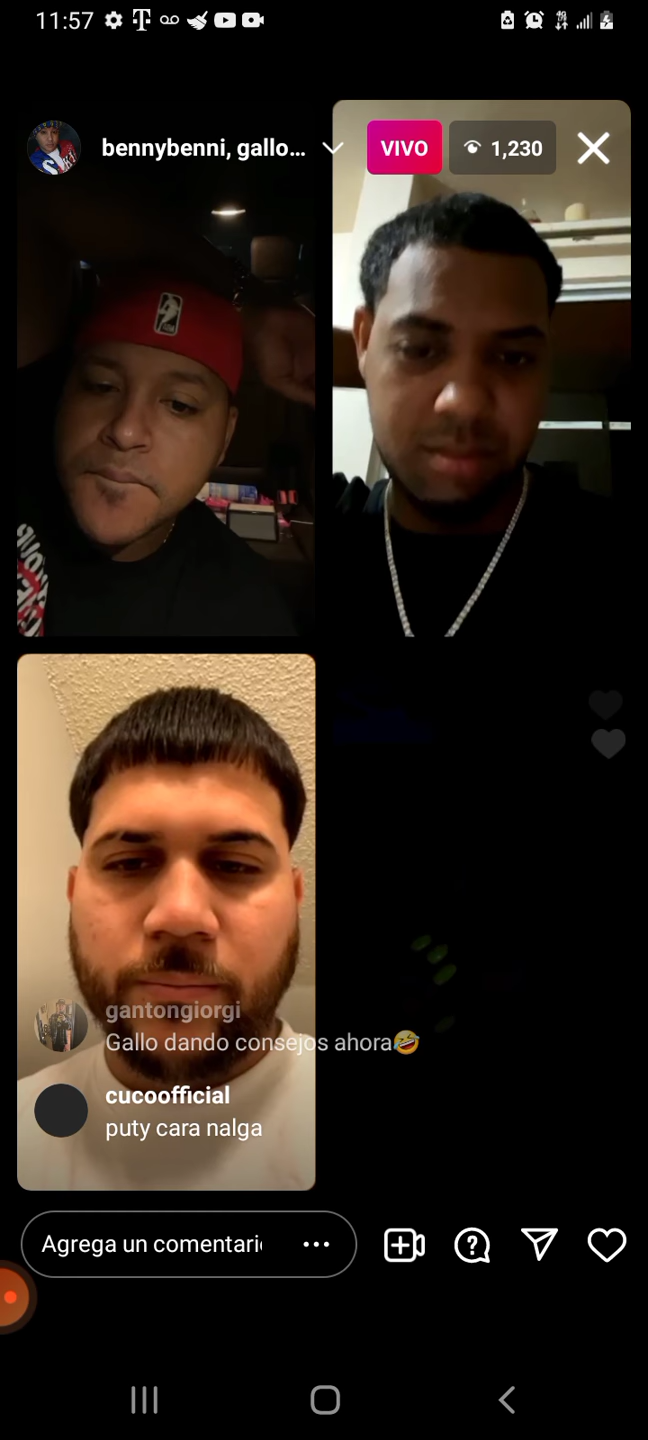 11:57
bennybenni, gallo...
VIVO
1,230
gantongiorgi
Gallo dando consejos ahora🤣
cucoofficial
puty cara nalga
Agrega un comentari